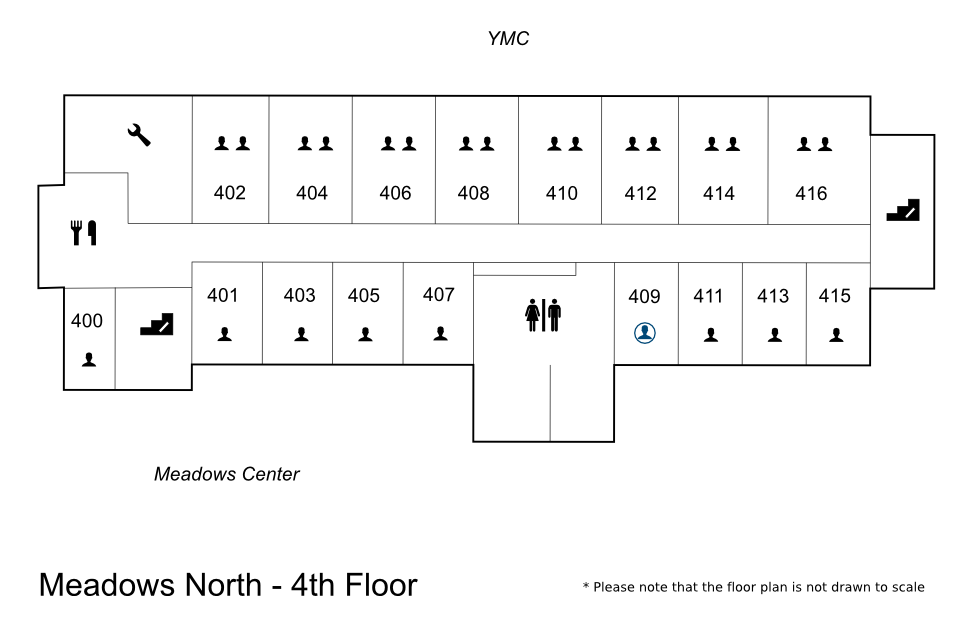 YMC
402 404 406 408 410 412 414 416
401 403 405 407 409 411 413 415
400
Meadows Center
Meadows North - 4th Floor
* Please note that the floor plan is not drawn to scale